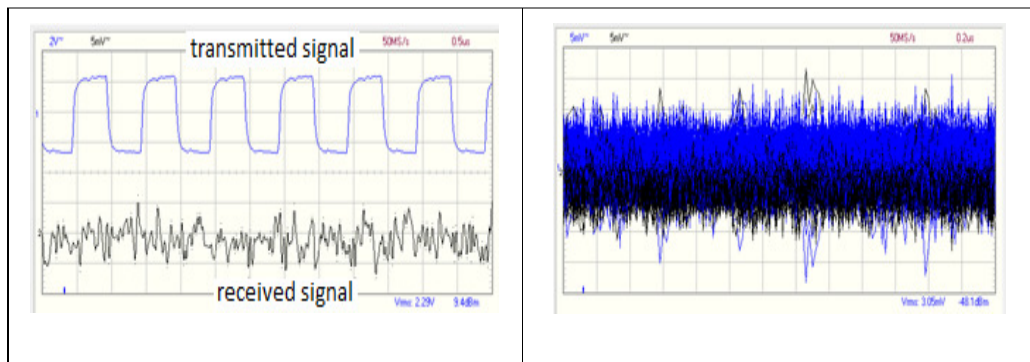 2V 5mV transmitted signal 50MS/s 0.5us
received signal
Vrms: 2.29V 9.4dBm
5mV 5mV 50MS/s 0.2us
Vrms: 3.05mV -48.1dBm